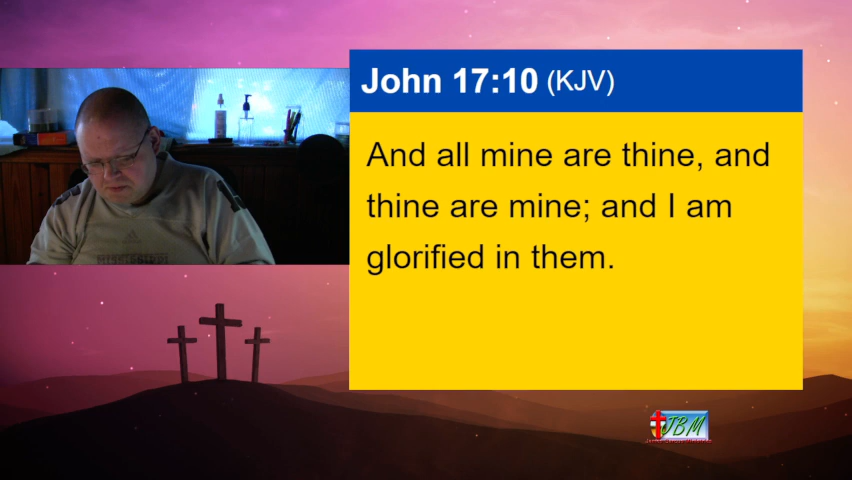 John 17:10 (KJV)
And all mine are thine, and
thine are mine; and I am
glorified in them.
JBM